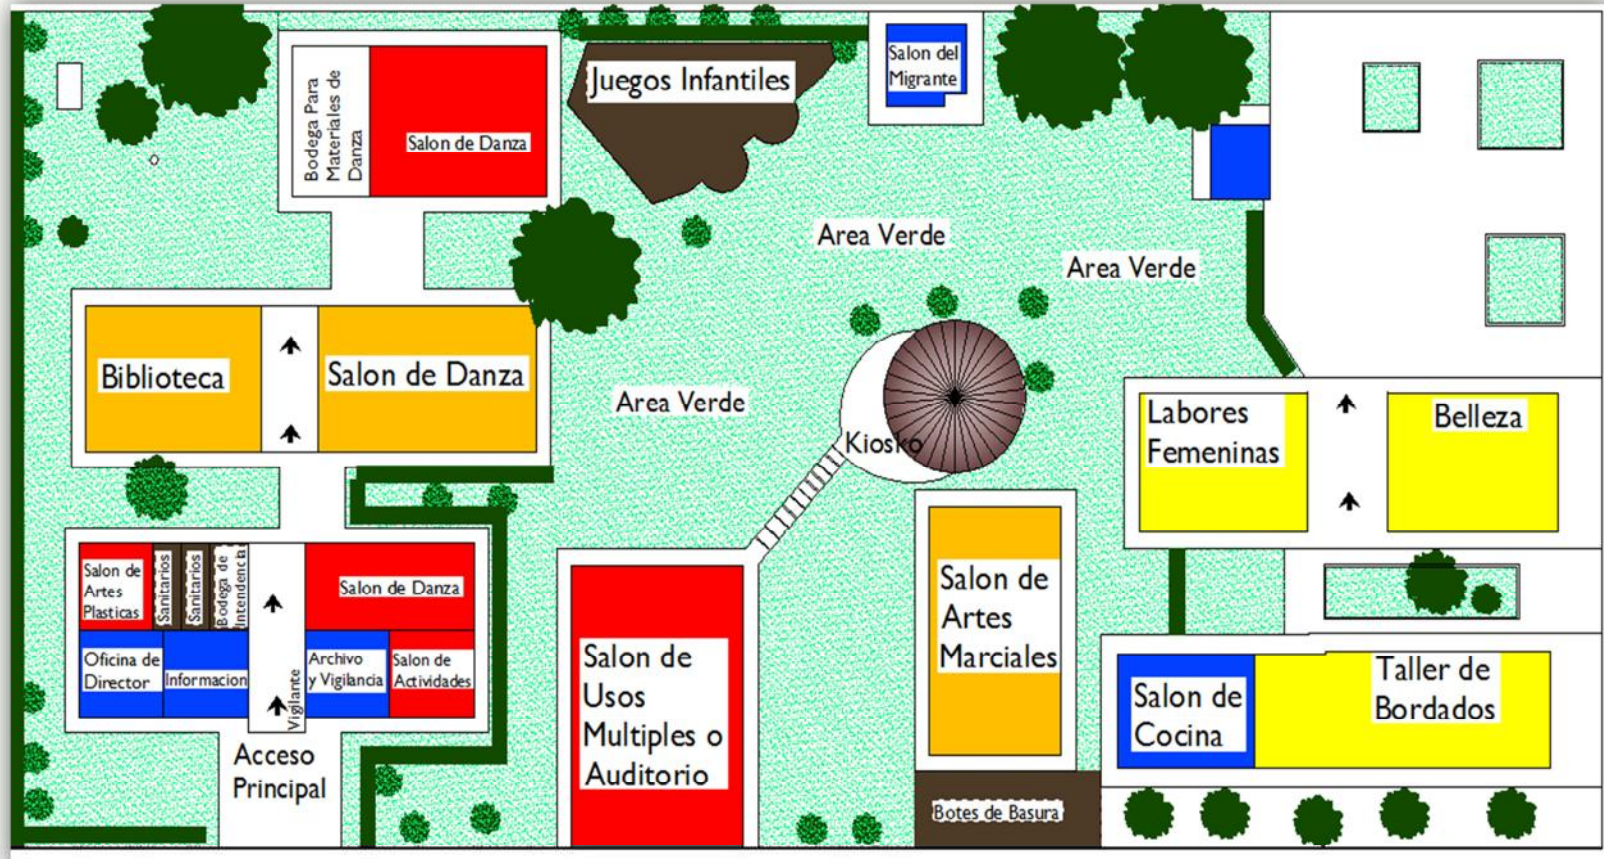 Bodega Para
Materiales de
Danza
Salon de Danza
Juegos Infantiles
Salon del
Migrante
Area Verde
Area Verde
Biblioteca
Salon de Danza
Area Verde
Kiosko
Labores
Femeninas
Belleza
Salon de
Artes
Plasticas
Sanitarios
Sanitarios
Bodega de
Intendencia
Salon de Danza
Oficina de
Director
Informacion
Vigilante
Archivo
y Vigilancia
Salon de
Actividades
Acceso
Principal
Salon de
Usos
Multiples o
Auditorio
Salon de
Artes
Marciales
Botes de Basura
Salon de
Cocina
Taller de
Bordados